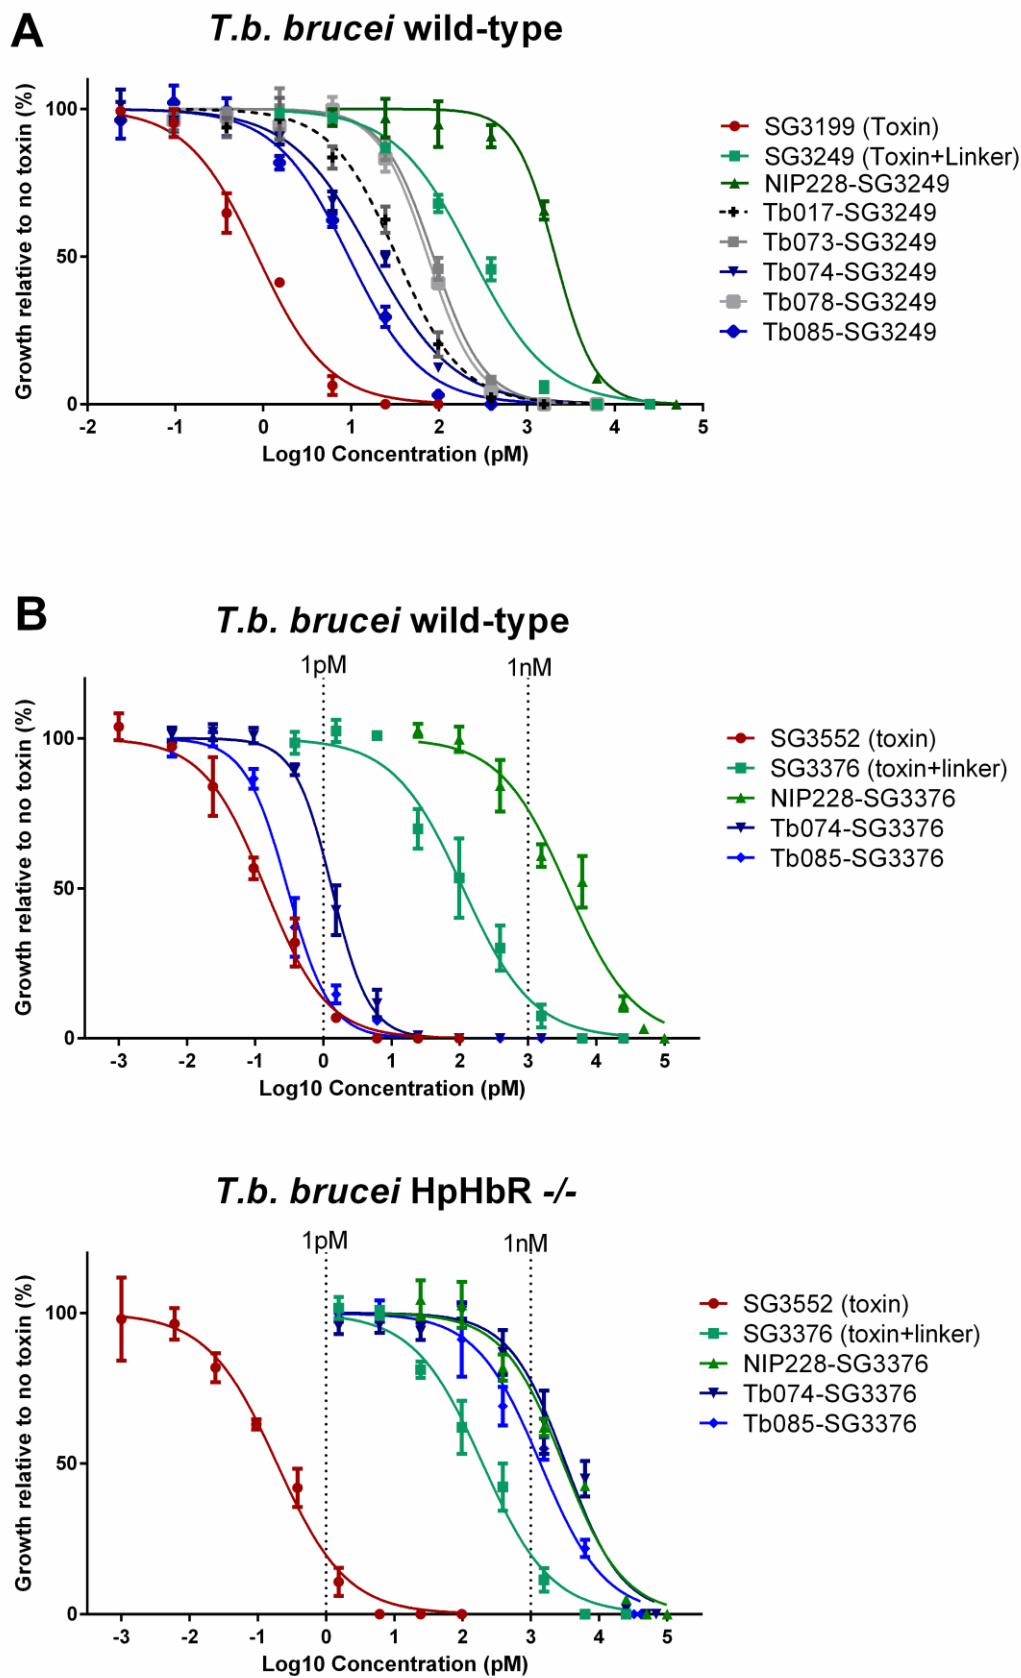 A
T.b. brucei wild-type
Growth relative to no toxin (%)
100
50
0
-2 -1 0 1 2 3 4 5
Log10 Concentration (pM)
SG3199 (Toxin)
SG3249 (Toxin+Linker)
NIP228-SG3249
Tb017-SG3249
Tb073-SG3249
Tb074-SG3249
Tb078-SG3249
Tb085-SG3249
B
T.b. brucei wild-type
1pM 1nM
Growth relative to no toxin (%)
100
50
0
-3 -2 -1 0 1 2 3 4 5
Log10 Concentration (pM)
SG3552 (toxin)
SG3376 (toxin+linker)
NIP228-SG3376
Tb074-SG3376
Tb085-SG3376
T.b. brucei HpHbR -/-
1pM 1nM
Growth relative to no toxin (%)
100
50
0
-3 -2 -1 0 1 2 3 4 5
Log10 Concentration (pM)
SG3552 (toxin)
SG3376 (toxin+linker)
NIP228-SG3376
Tb074-SG3376
Tb085-SG3376